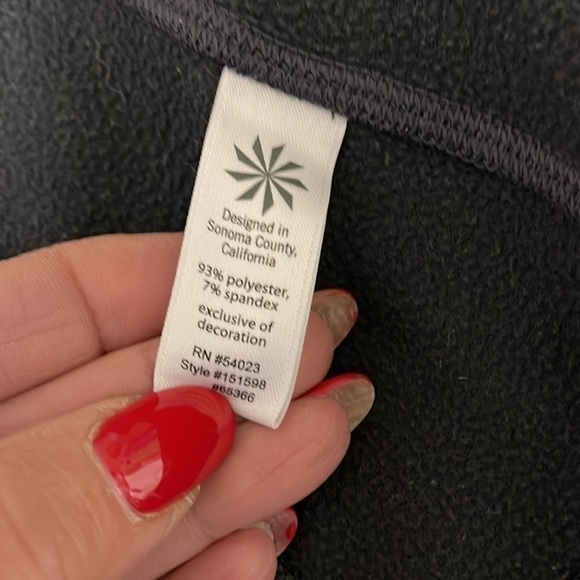 Designed in
Sonoma County,
California
93% polyester,
7% spandex
exclusive of
decoration
RN #54023
Style #151598
#65366